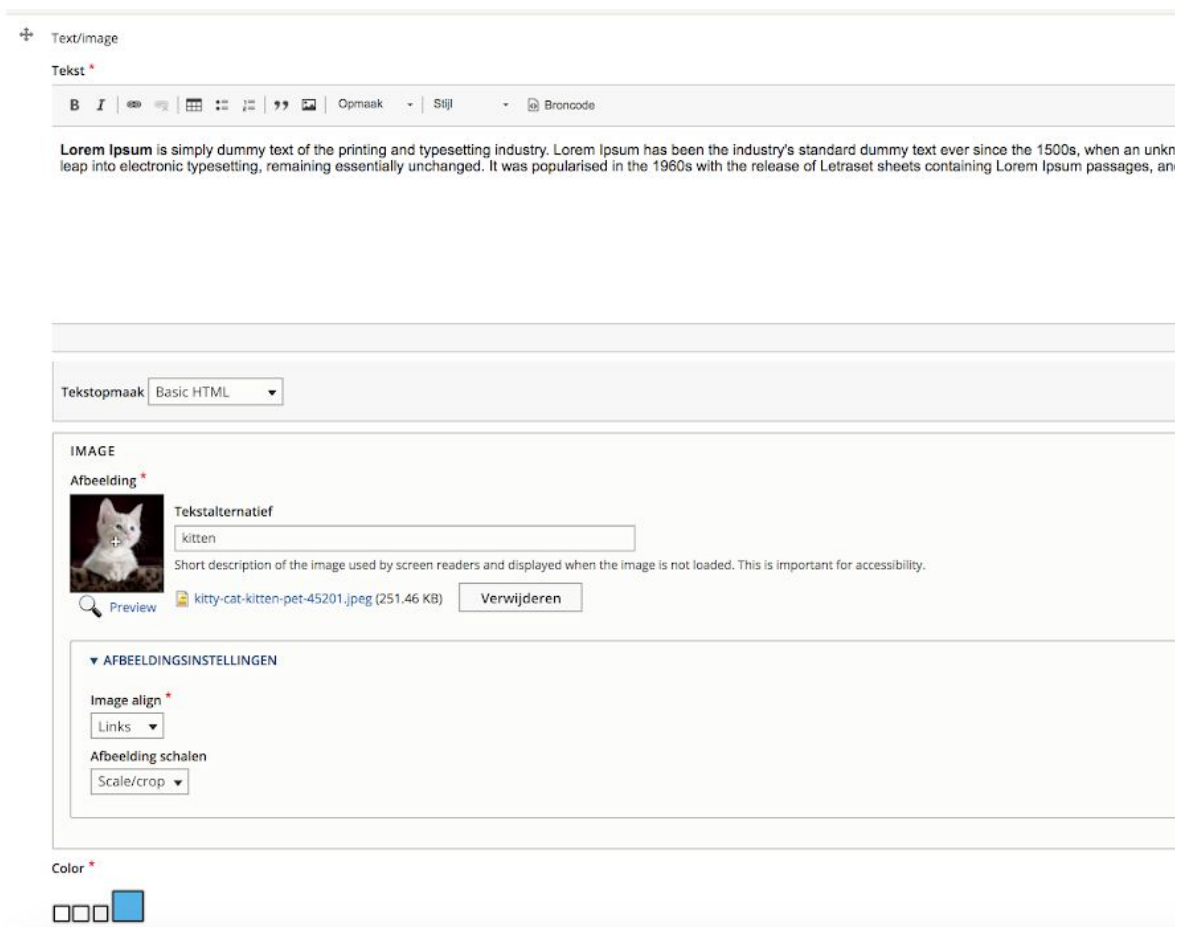 Text/image
Tekst *
B I Opmaak Stijl Broncode
Lorem Ipsum is simply dummy text of the printing and typesetting industry. Lorem Ipsum has been the industry's standard dummy text ever since the 1500s, when an unkn
leap into electronic typesetting, remaining essentially unchanged. It was popularised in the 1960s with the release of Letraset sheets containing Lorem Ipsum passages, an
Tekstopmaak Basic HTML
IMAGE
Afbeelding *
Tekstalternatief
kitten
Short description of the image used by screen readers and displayed when the image is not loaded. This is important for accessibility.
Preview kitty-cat-kitten-pet-45201.jpeg (251.46 KB) Verwijderen
▼ AFBEELDINGSINSTELLINGEN
Image align *
Links
Afbeelding schalen
Scale/crop
Color *